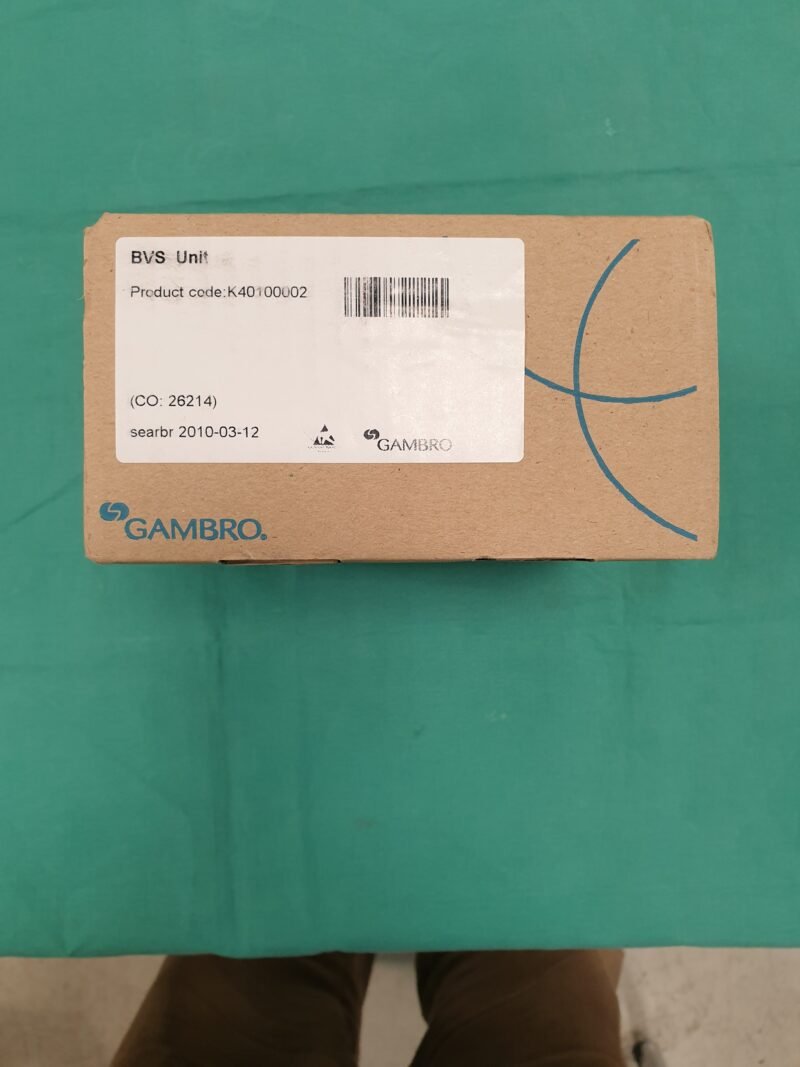 BVS Unit
Product code:K40100002
(CO: 26214)
searbr 2010-03-12
GAMBRO
GAMBRO.